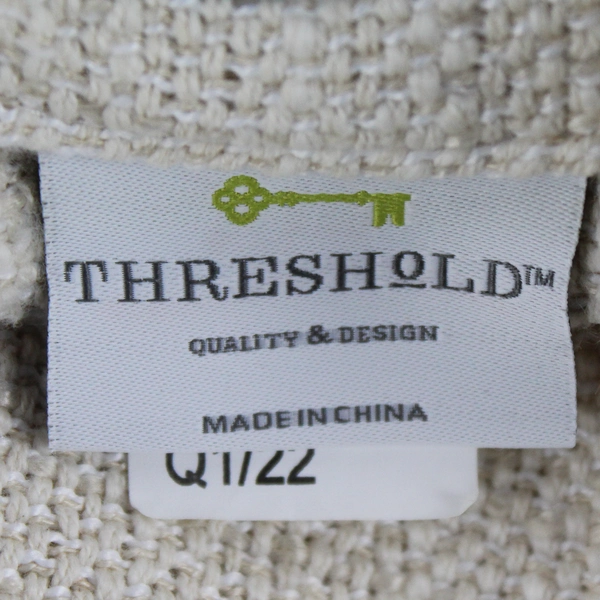 THRESHOLD™
QUALITY & DESIGN
MADE IN CHINA
Q1/22